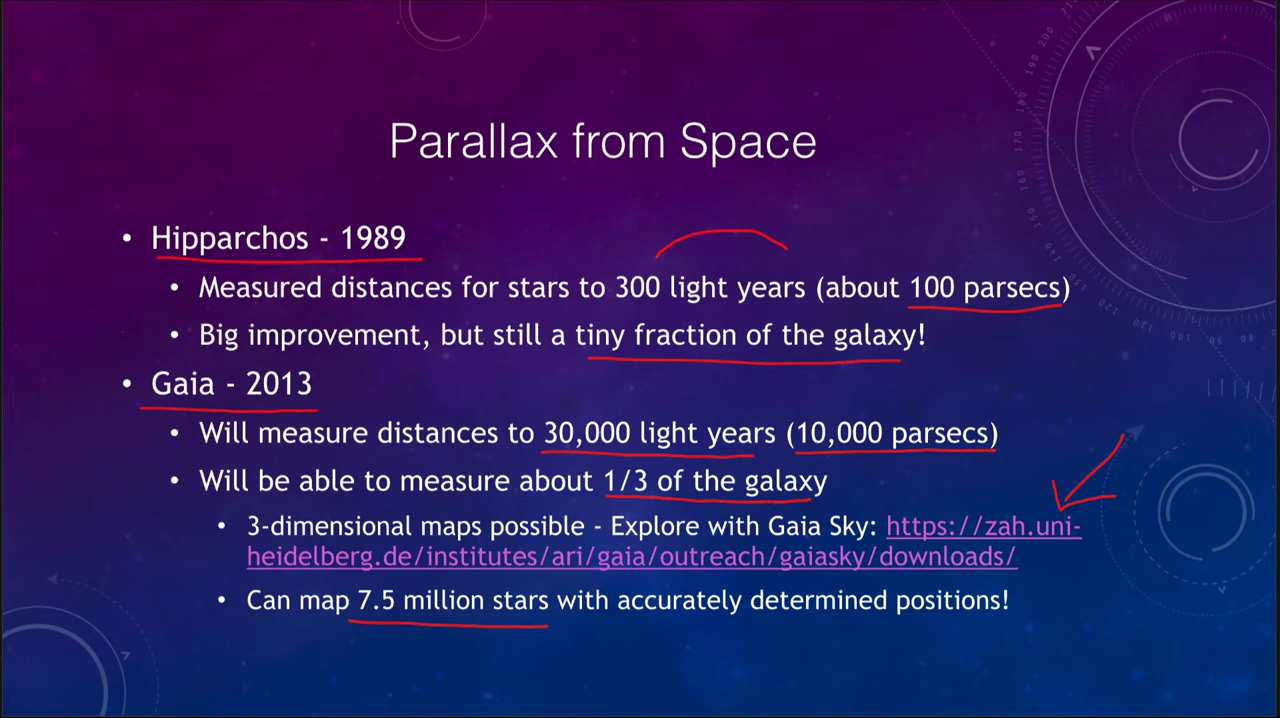 Parallax from Space
• Hipparchos - 1989
• Measured distances for stars to 300 light years (about 100 parsecs)
• Big improvement, but still a tiny fraction of the galaxy!
• Gaia - 2013
• Will measure distances to 30,000 light years (10,000 parsecs)
• Will be able to measure about 1/3 of the galaxy
• 3-dimensional maps possible - Explore with Gaia Sky: https://zah.uni-
heidelberg.de/institutes/ari/gaia/outreach/gaiasky/downloads/
• Can map 7.5 million stars with accurately determined positions!